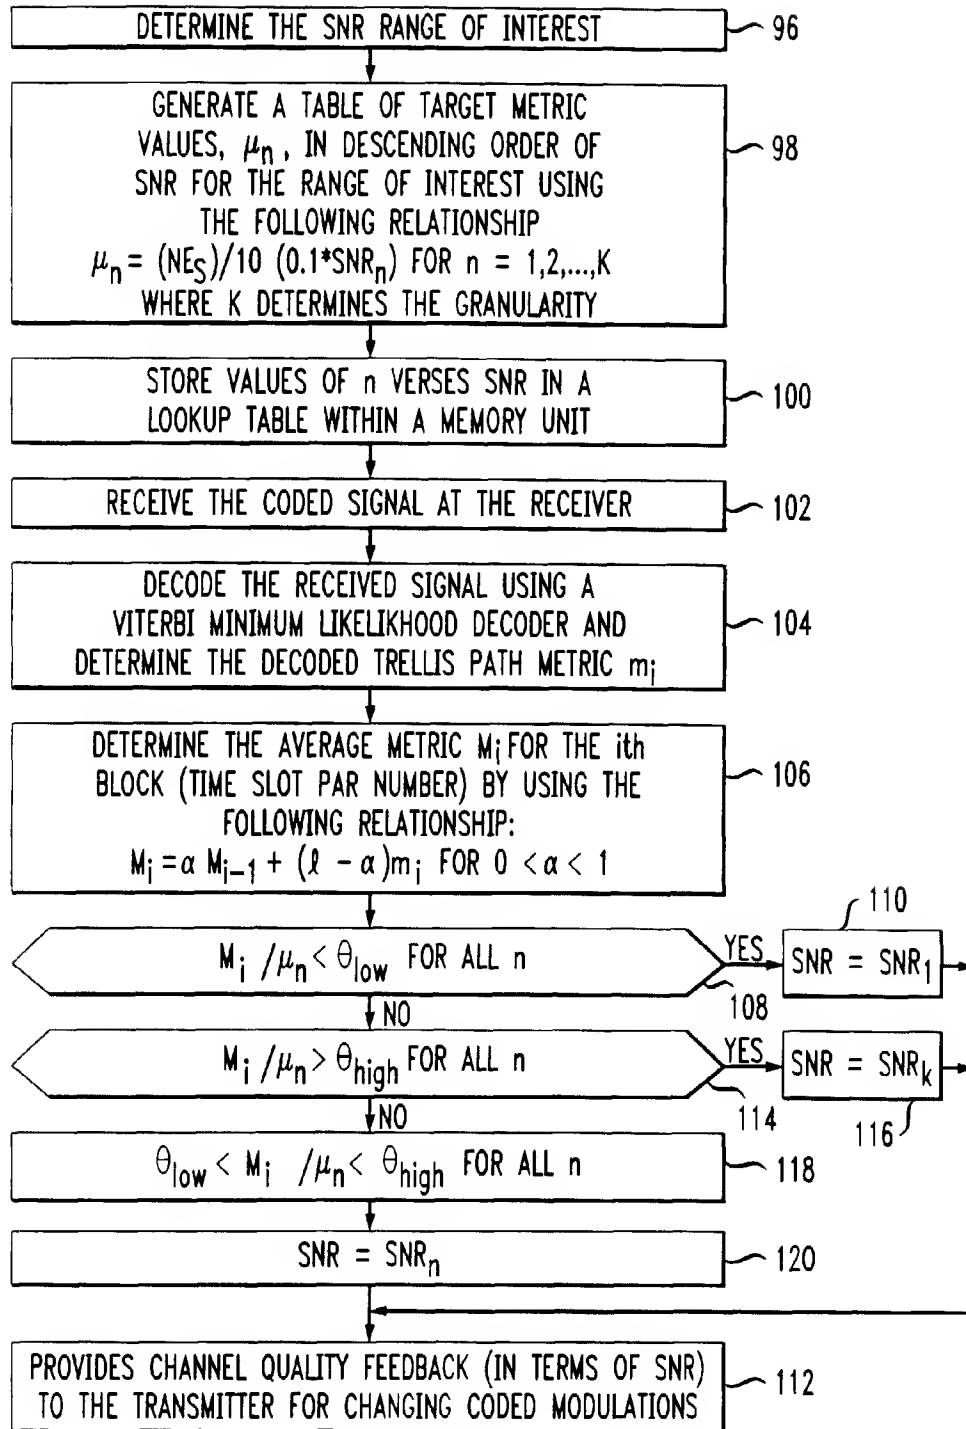 DETERMINE THE SNR RANGE OF INTEREST
96
GENERATE A TABLE OF TARGET METRIC
VALUES, μn, IN DESCENDING ORDER OF
SNR FOR THE RANGE OF INTEREST USING
THE FOLLOWING RELATIONSHIP
μn = (NES)/10 (0.1*SNRn) FOR n = 1,2,...,K
WHERE K DETERMINES THE GRANULARITY
98
STORE VALUES OF n VERSES SNR IN A
LOOKUP TABLE WITHIN A MEMORY UNIT
100
RECEIVE THE CODED SIGNAL AT THE RECEIVER
102
DECODE THE RECEIVED SIGNAL USING A
VITERBI MINIMUM LIKELIKHOOD DECODER AND
DETERMINE THE DECODED TRELLIS PATH METRIC mi
104
DETERMINE THE AVERAGE METRIC Mi FOR THE ith
BLOCK (TIME SLOT PAR NUMBER) BY USING THE
FOLLOWING RELATIONSHIP:
Mi = α Mi-1 + (ℓ - α)mi FOR 0 < α < 1
106
Mi /μn < θlow FOR ALL n
108
YES
110
SNR = SNR1
NO
Mi /μn > θhigh FOR ALL n
114
YES
SNR = SNRk
116
NO
θlow < Mi /μn < θhigh FOR ALL n
118
SNR = SNRn
120
PROVIDES CHANNEL QUALITY FEEDBACK (IN TERMS OF SNR)
TO THE TRANSMITTER FOR CHANGING CODED MODULATIONS
112